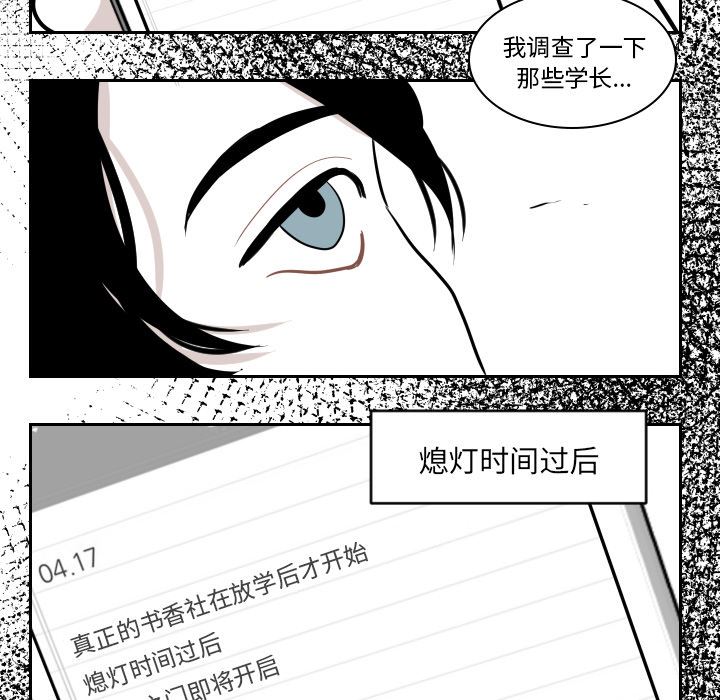 我调查了一下
那些学长...
熄灯时间过后
04.17
真正的书香社在放学后才开始
熄灯时间过后
之门即将开启